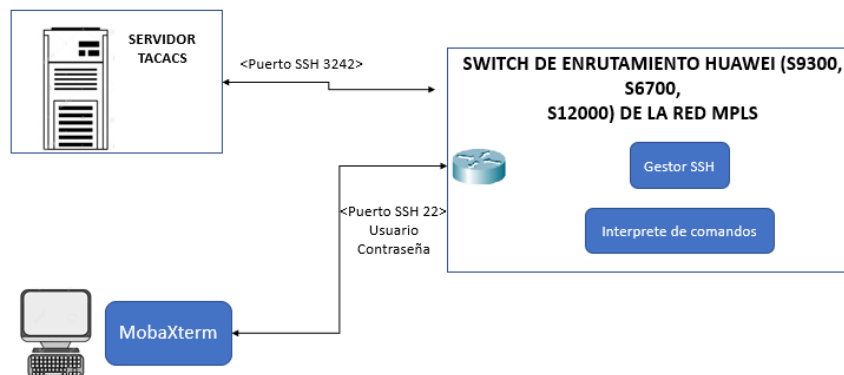 SERVIDOR
TACACS
<Puerto SSH 3242>
SWITCH DE ENRUTAMIENTO HUAWEI (S9300,
S6700,
S12000) DE LA RED MPLS
Gestor SSH
Interprete de comandos
<Puerto SSH 22>
Usuario
Contraseña
MobaXterm